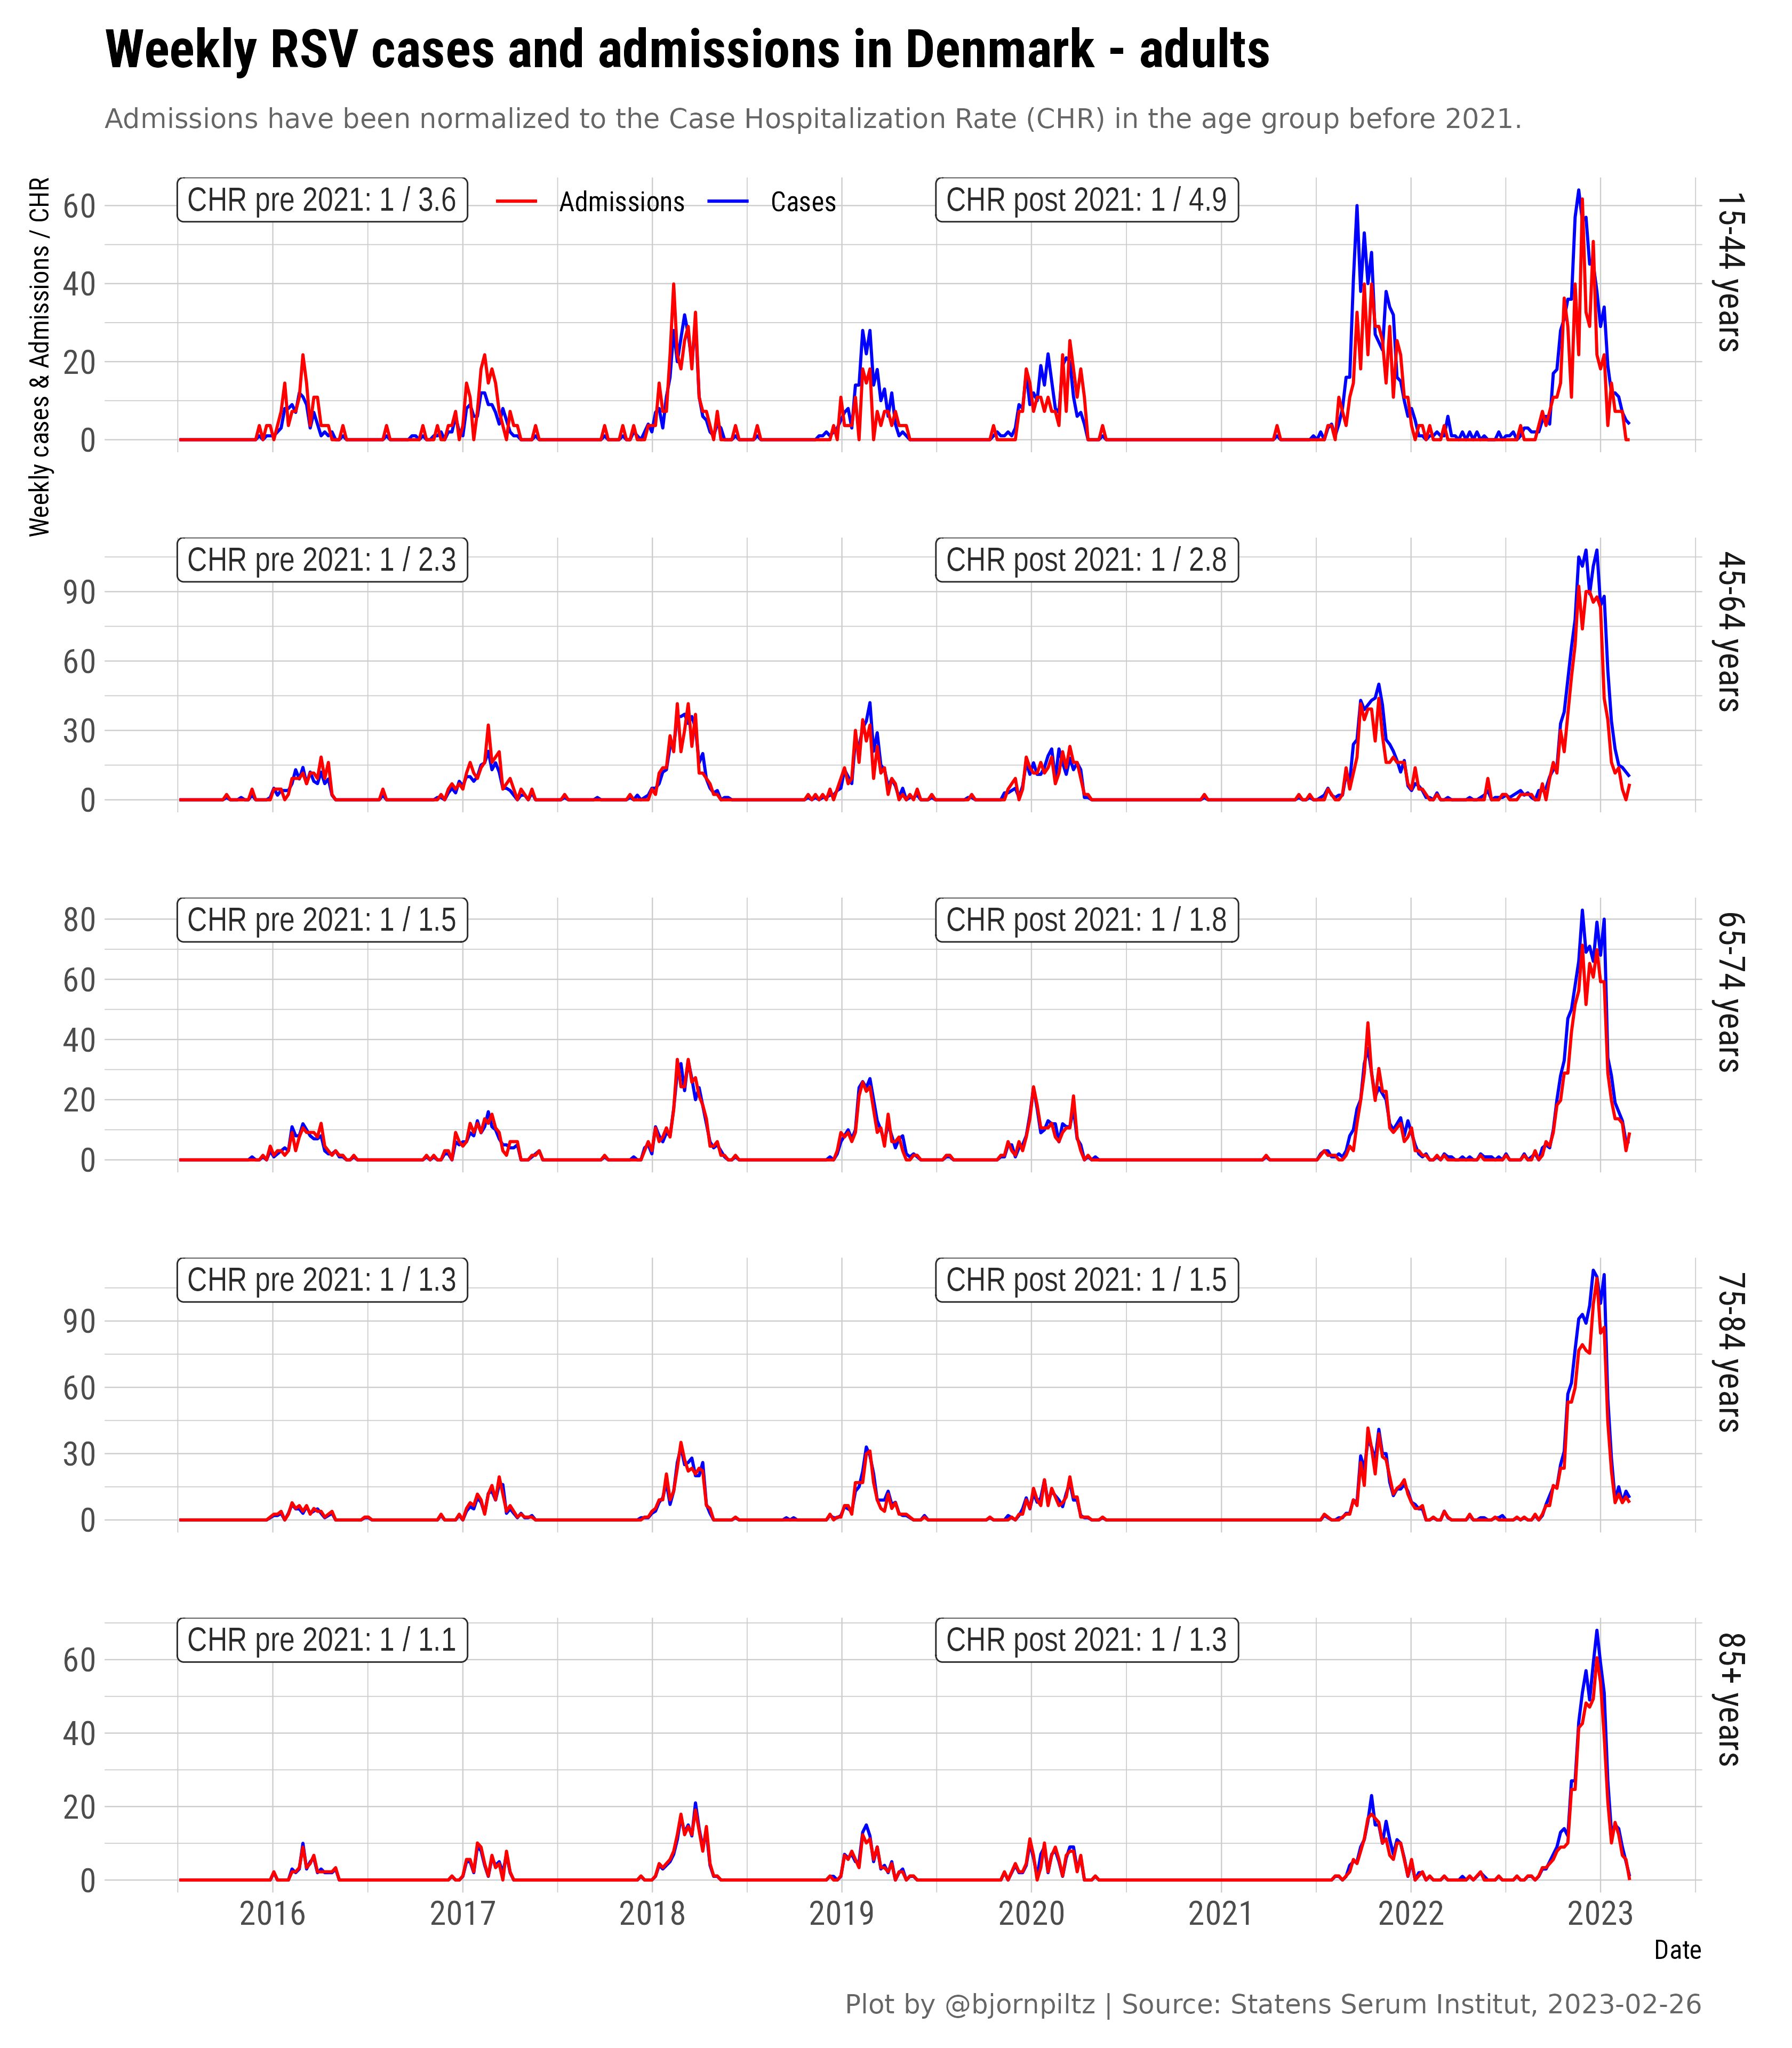 Weekly RSV cases and admissions in Denmark - adults
Admissions have been normalized to the Case Hospitalization Rate (CHR) in the age group before 2021.
Weekly cases & Admissions / CHR
CHR pre 2021: 1 / 3.6
Admissions
Cases
CHR post 2021: 1 / 4.9
15-44 years
60
40
20
0
CHR pre 2021: 1 / 2.3
CHR post 2021: 1 / 2.8
45-64 years
90
60
30
0
CHR pre 2021: 1 / 1.5
CHR post 2021: 1 / 1.8
65-74 years
80
60
40
20
0
CHR pre 2021: 1 / 1.3
CHR post 2021: 1 / 1.5
75-84 years
90
60
30
0
CHR pre 2021: 1 / 1.1
CHR post 2021: 1 / 1.3
85+ years
60
40
20
0
2016 2017 2018 2019 2020 2021 2022 2023
Date
Plot by @bjornpiltz | Source: Statens Serum Institut, 2023-02-26